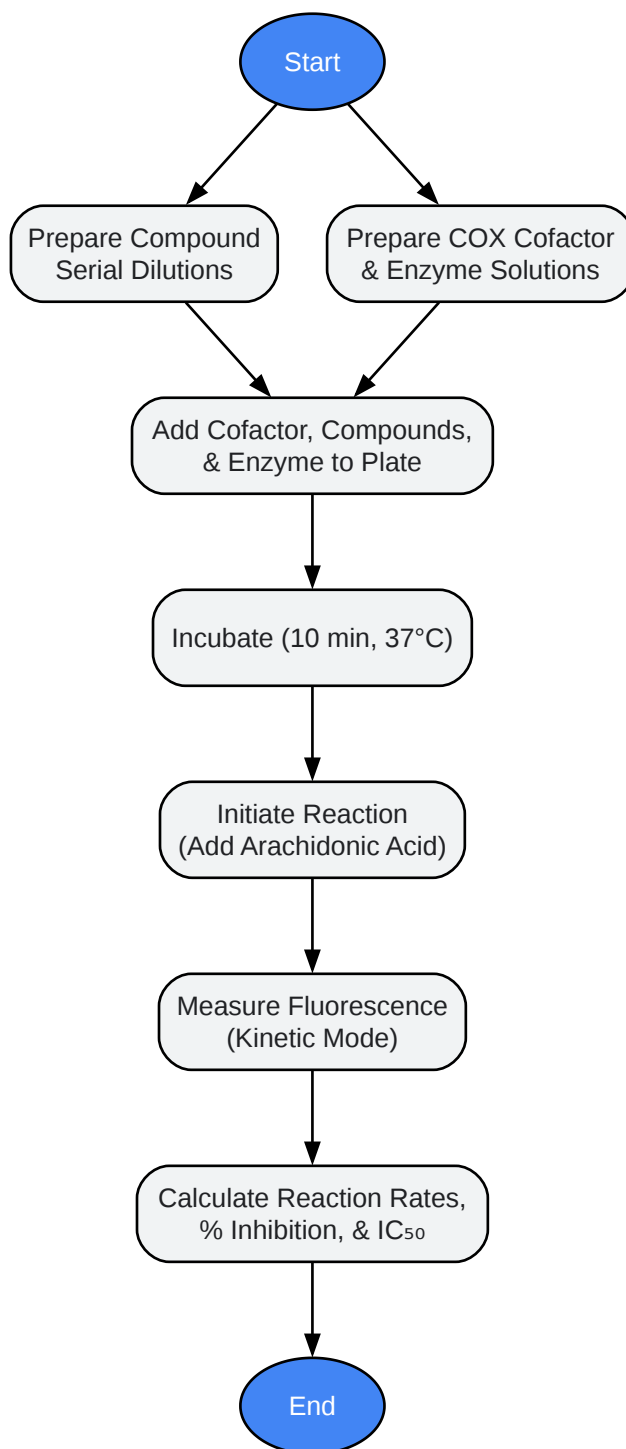 Start
Prepare Compound
Serial Dilutions
Prepare COX Cofactor
& Enzyme Solutions
Add Cofactor, Compounds,
& Enzyme to Plate
Incubate (10 min, 37°C)
Initiate Reaction
(Add Arachidonic Acid)
Measure Fluorescence
(Kinetic Mode)
Calculate Reaction Rates,
% Inhibition, & IC₅₀
End